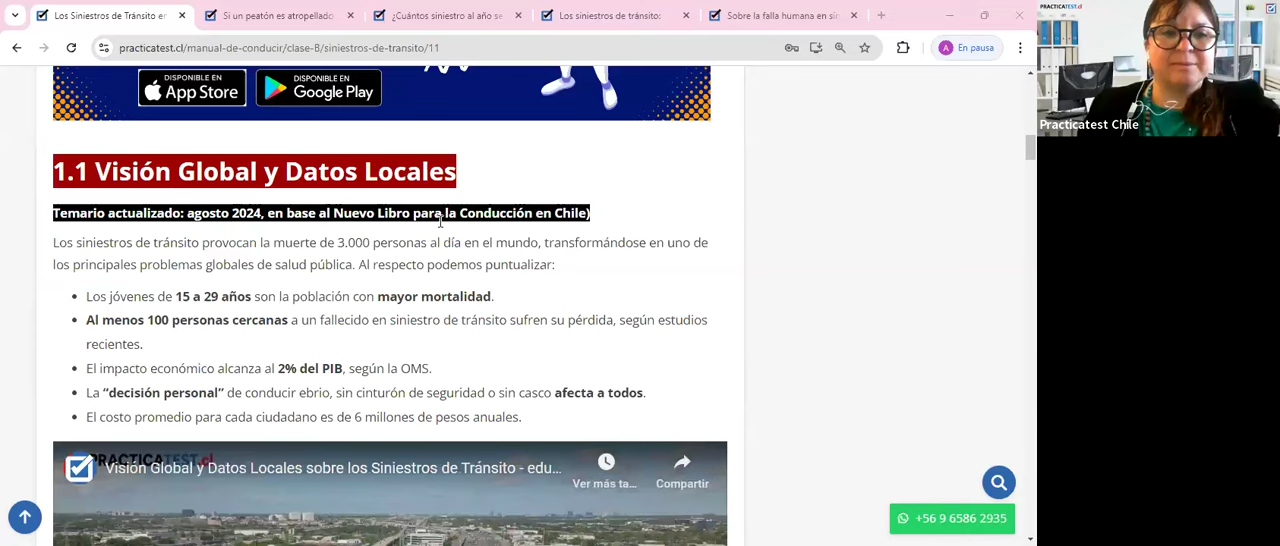 Los Siniestros de Tránsito en
Si un peatón es atropellado
¿Cuántos siniestro al año se
Los siniestros de tránsito:
Sobre la falla humana en sin
practicatest.cl/manual-de-conducir/clase-B/siniestros-de-transito/11
A
En pausa
PRACTICATEST.cl
Practicatest Chile
DISPONIBLE EN
App Store
DISPONIBLE EN
Google Play
1.1 Visión Global y Datos Locales
Temario actualizado: agosto 2024, en base al Nuevo Libro para la Conducción en Chile)
Los siniestros de tránsito provocan la muerte de 3.000 personas al día en el mundo, transformándose en uno de
los principales problemas globales de salud pública. Al respecto podemos puntualizar:
• Los jóvenes de 15 a 29 años son la población con mayor mortalidad.
• Al menos 100 personas cercanas a un fallecido en siniestro de tránsito sufren su pérdida, según estudios
recientes.
• El impacto económico alcanza al 2% del PIB, según la OMS.
• La “decisión personal” de conducir ebrio, sin cinturón de seguridad o sin casco afecta a todos.
• El costo promedio para cada ciudadano es de 6 millones de pesos anuales.
PRACTICATEST.cl
Visión Global y Datos Locales sobre los Siniestros de Tránsito - edu...
Ver más ta...
Compartir
+56 9 6586 2935